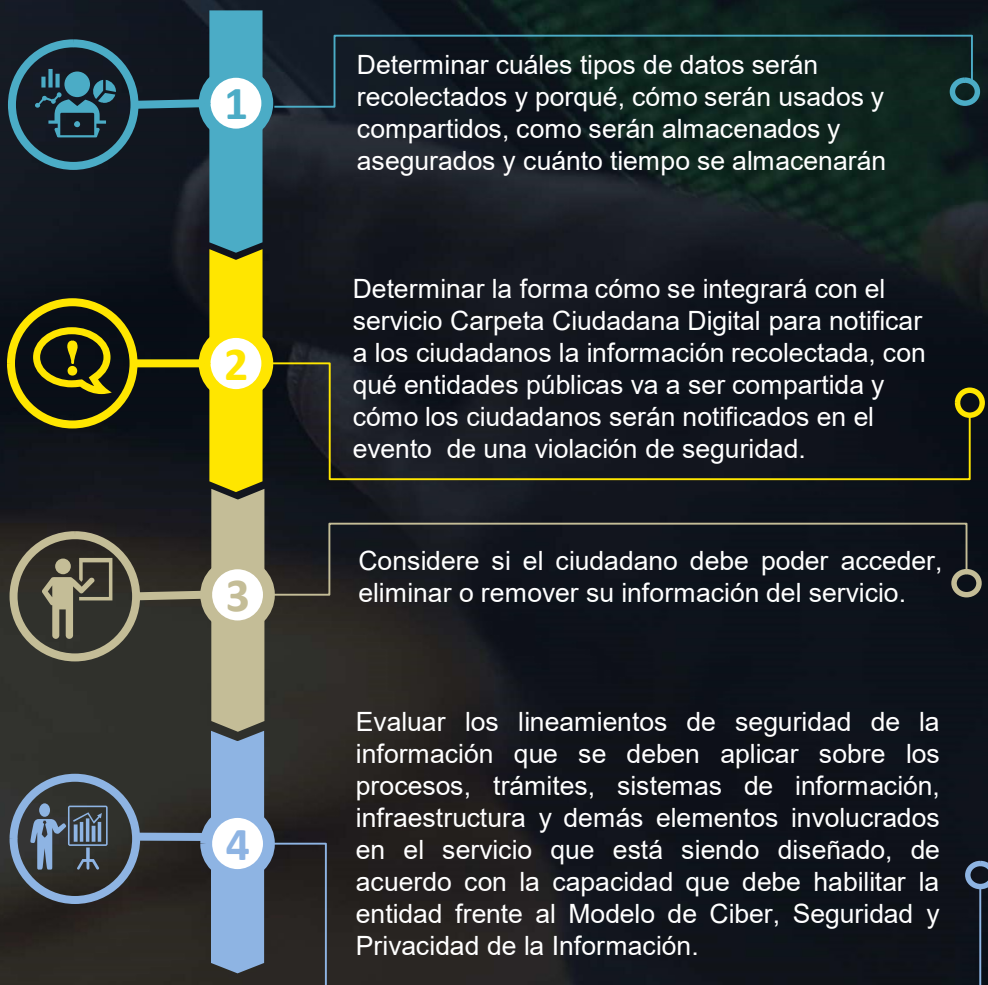 1
Determinar cuáles tipos de datos serán
recolectados y porqué, cómo serán usados y
compartidos, como serán almacenados y
asegurados y cuánto tiempo se almacenarán
2
Determinar la forma cómo se integrará con el
servicio Carpeta Ciudadana Digital para notificar
a los ciudadanos la información recolectada, con
qué entidades públicas va a ser compartida y
cómo los ciudadanos serán notificados en el
evento de una violación de seguridad.
3
Considere si el ciudadano debe poder acceder,
eliminar o remover su información del servicio.
4
Evaluar los lineamientos de seguridad de la
información que se deben aplicar sobre los
procesos, trámites, sistemas de información,
infraestructura y demás elementos involucrados
en el servicio que está siendo diseñado, de
acuerdo con la capacidad que debe habilitar la
entidad frente al Modelo de Ciber, Seguridad y
Privacidad de la Información.